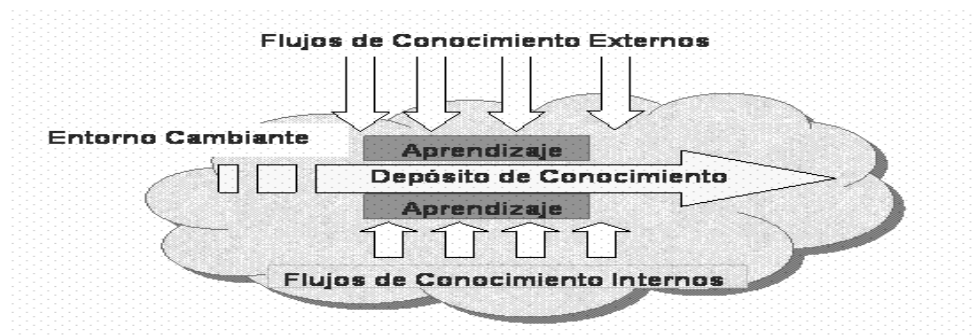 Flujos de Conocimiento Externos
Entorno Cambiante
Aprendizaje
Depósito de Conocimiento
Aprendizaje
Flujos de Conocimiento Internos